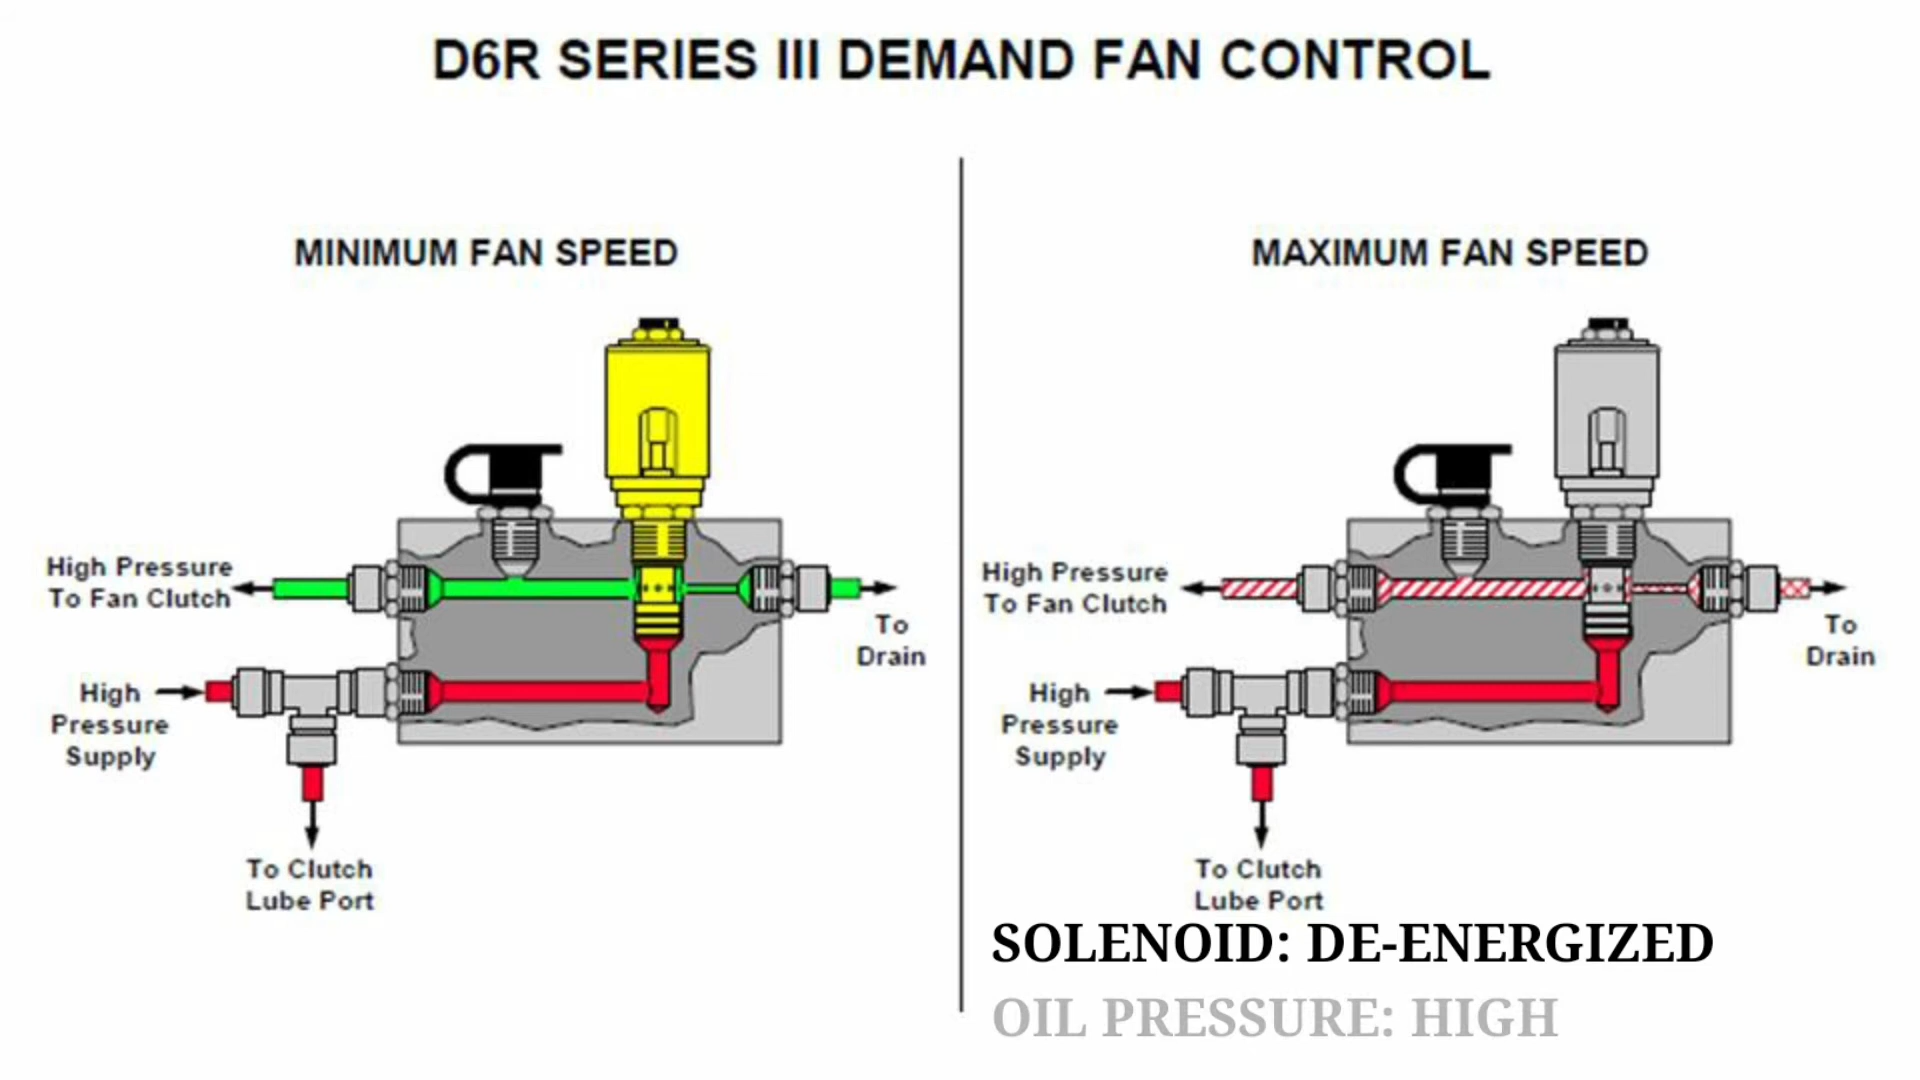 D6R SERIES III DEMAND FAN CONTROL
MINIMUM FAN SPEED
High Pressure
To Fan Clutch
To
Drain
High
Pressure
Supply
To Clutch
Lube Port
MAXIMUM FAN SPEED
High Pressure
To Fan Clutch
To
Drain
High
Pressure
Supply
To Clutch
Lube Port
SOLENOID: DE-ENERGIZED
OIL PRESSURE: HIGH